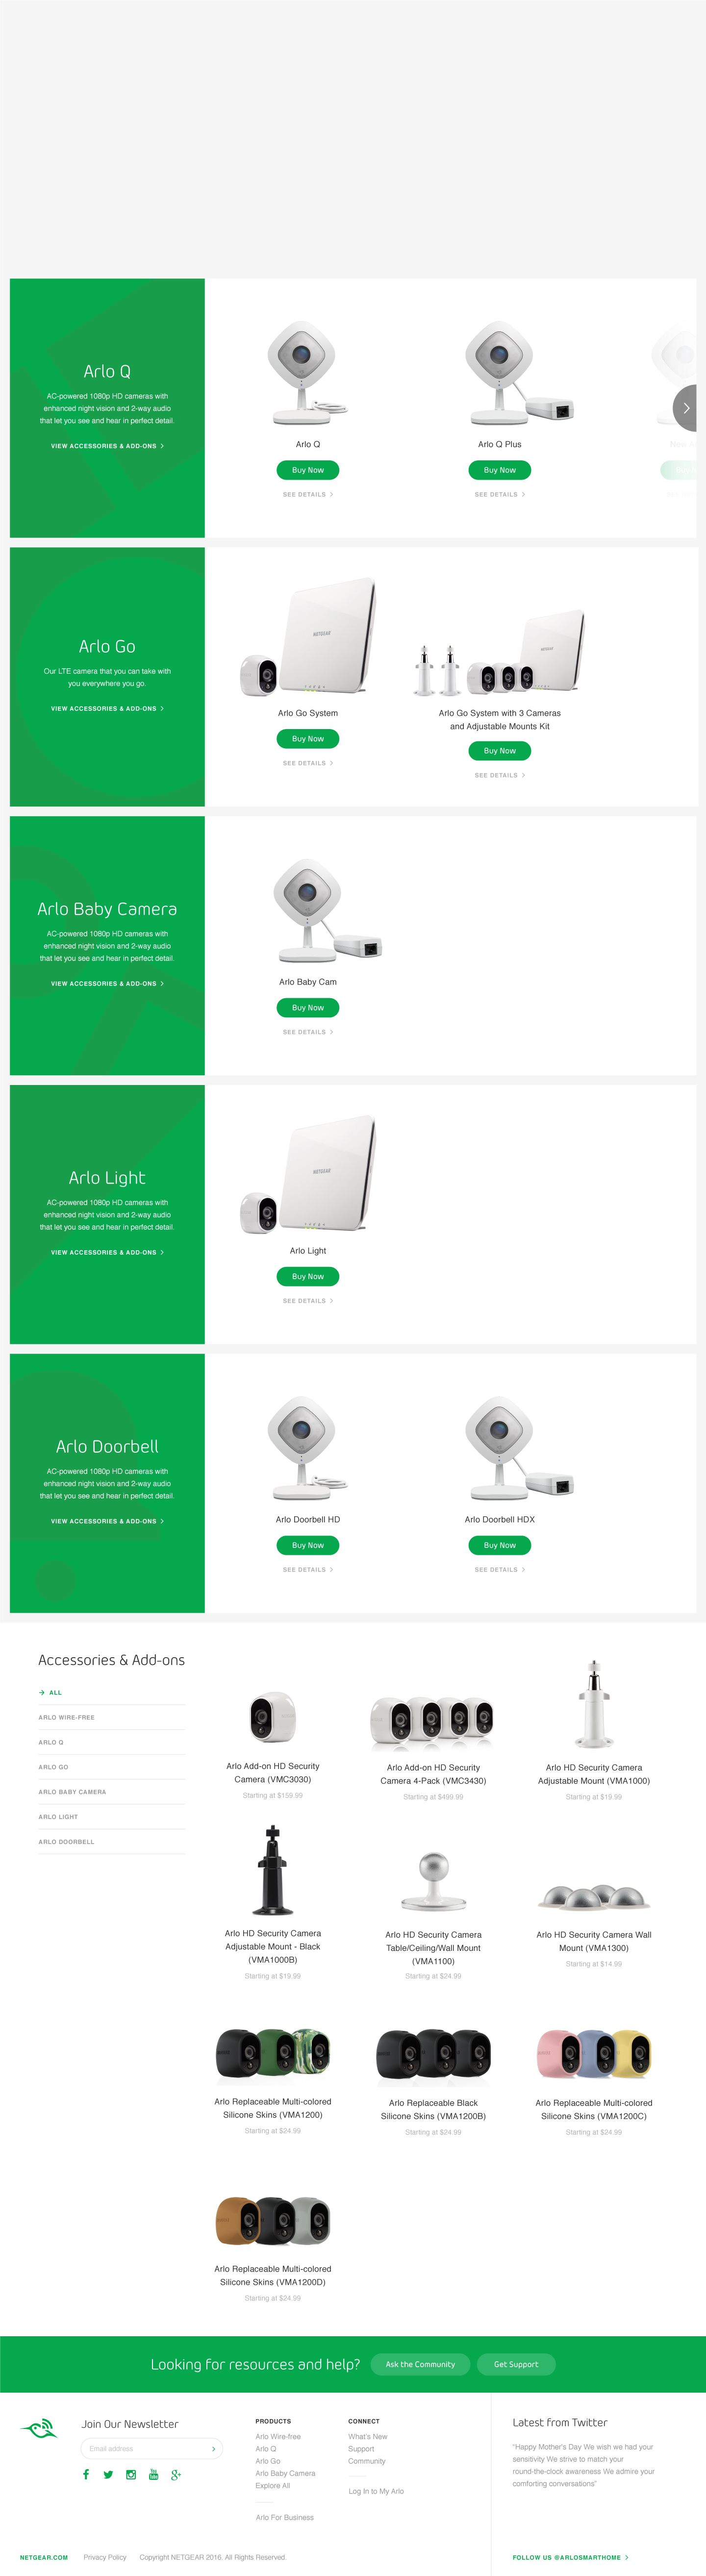 Arlo Q
AC-powered 1080p HD cameras with
enhanced night vision and 2-way audio
that let you see and hear in perfect detail.
VIEW ACCESSORIES & ADD-ONS
Arlo Q
Buy Now
SEE DETAILS
Arlo Q Plus
Buy Now
SEE DETAILS
Arlo Go
Our LTE camera that you can take with
you everywhere you go.
VIEW ACCESSORIES & ADD-ONS
NETGEAR
Arlo Go System
Buy Now
SEE DETAILS
NETGEAR
Arlo Go System with 3 Cameras
and Adjustable Mounts Kit
Buy Now
SEE DETAILS
Arlo Baby Camera
AC-powered 1080p HD cameras with
enhanced night vision and 2-way audio
that let you see and hear in perfect detail.
VIEW ACCESSORIES & ADD-ONS
Arlo Baby Cam
Buy Now
SEE DETAILS
Arlo Light
AC-powered 1080p HD cameras with
enhanced night vision and 2-way audio
that let you see and hear in perfect detail.
VIEW ACCESSORIES & ADD-ONS
NETGEAR
Arlo Light
Buy Now
SEE DETAILS
Arlo Doorbell
AC-powered 1080p HD cameras with
enhanced night vision and 2-way audio
that let you see and hear in perfect detail.
VIEW ACCESSORIES & ADD-ONS
Arlo Doorbell HD
Buy Now
SEE DETAILS
Arlo Doorbell HDX
Buy Now
SEE DETAILS
Accessories & Add-ons
ALL
ARLO WIRE-FREE
ARLO Q
ARLO GO
ARLO BABY CAMERA
ARLO LIGHT
ARLO DOORBELL
Arlo Add-on HD Security
Camera (VMC3030)
Starting at $159.99
Arlo Add-on HD Security
Camera 4-Pack (VMC3430)
Starting at $499.99
Arlo HD Security Camera
Adjustable Mount (VMA1000)
Starting at $19.99
Arlo HD Security Camera
Adjustable Mount - Black
(VMA1000B)
Starting at $19.99
Arlo HD Security Camera
Table/Ceiling/Wall Mount
(VMA1100)
Starting at $24.99
Arlo HD Security Camera Wall
Mount (VMA1300)
Starting at $14.99
Arlo Replaceable Multi-colored
Silicone Skins (VMA1200)
Starting at $24.99
Arlo Replaceable Black
Silicone Skins (VMA1200B)
Starting at $24.99
Arlo Replaceable Multi-colored
Silicone Skins (VMA1200C)
Starting at $24.99
Arlo Replaceable Multi-colored
Silicone Skins (VMA1200D)
Starting at $24.99
Looking for resources and help?
Ask the Community
Get Support
Join Our Newsletter
Email address
PRODUCTS
Arlo Wire-free
Arlo Q
Arlo Go
Arlo Baby Camera
Explore All
Arlo For Business
CONNECT
What's New
Support
Community
Log In to My Arlo
Latest from Twitter
"Happy Mother's Day We wish we had your
sensitivity We strive to match your
round-the-clock awareness We admire your
comforting conversations"
NETGEAR.COM
Privacy Policy
Copyright NETGEAR 2016. All Rights Reserved.
FOLLOW US @ARLOSMARTHOME